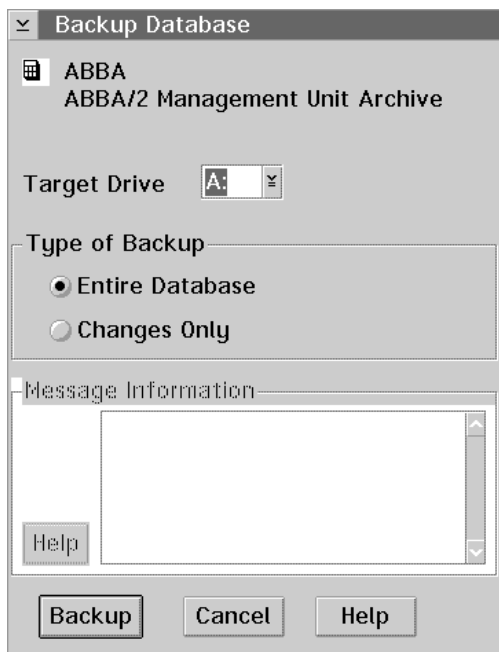 Backup Database
ABBA
ABBA/2 Management Unit Archive
Target Drive A:
Type of Backup
Entire Database
Changes Only
Message Information
Help
Backup Cancel Help